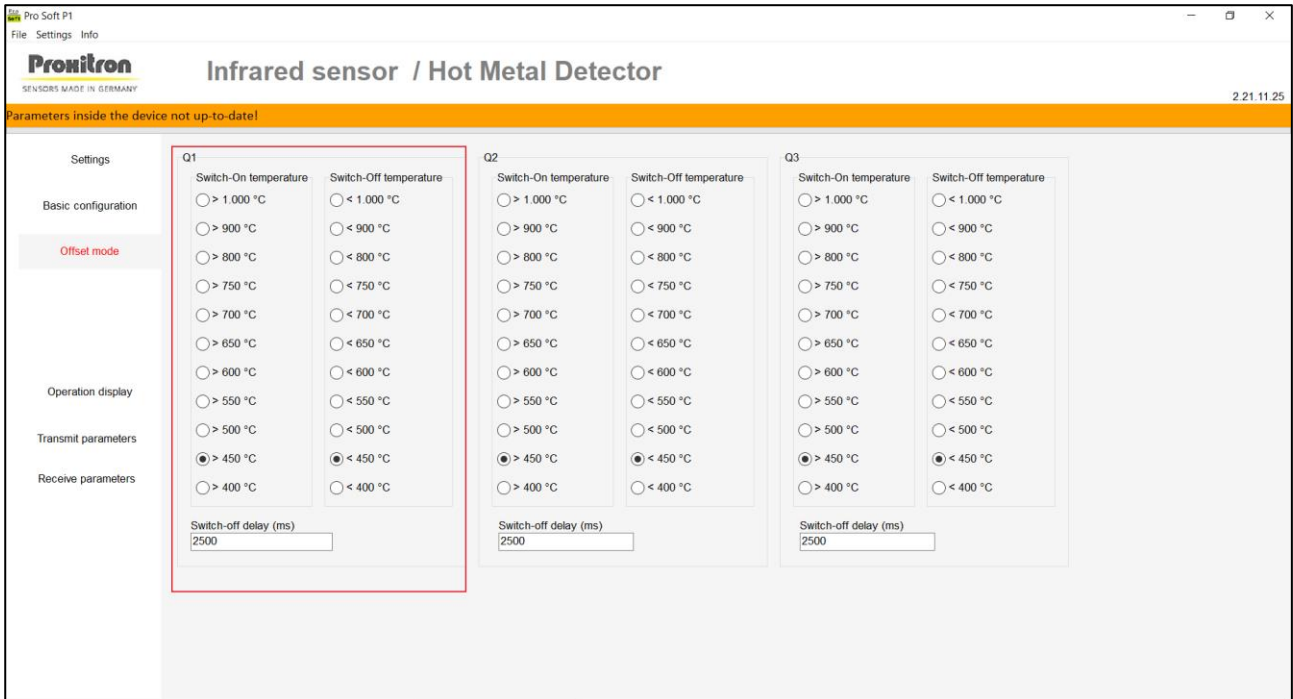 Pro Soft P1
File Settings Info
Proxitron
SENSORS MADE IN GERMANY
Infrared sensor / Hot Metal Detector
2.21.11.25
Parameters inside the device not up-to-date!
Settings
Basic configuration
Offset mode
Operation display
Transmit parameters
Receive parameters
Q1
Switch-On temperature Switch-Off temperature
> 1.000 °C < 1.000 °C
> 900 °C < 900 °C
> 800 °C < 800 °C
> 750 °C < 750 °C
> 700 °C < 700 °C
> 650 °C < 650 °C
> 600 °C < 600 °C
> 550 °C < 550 °C
> 500 °C < 500 °C
> 450 °C < 450 °C
> 400 °C < 400 °C
Switch-off delay (ms)
2500
Q2
Switch-On temperature Switch-Off temperature
> 1.000 °C < 1.000 °C
> 900 °C < 900 °C
> 800 °C < 800 °C
> 750 °C < 750 °C
> 700 °C < 700 °C
> 650 °C < 650 °C
> 600 °C < 600 °C
> 550 °C < 550 °C
> 500 °C < 500 °C
> 450 °C < 450 °C
> 400 °C < 400 °C
Switch-off delay (ms)
2500
Q3
Switch-On temperature Switch-Off temperature
> 1.000 °C < 1.000 °C
> 900 °C < 900 °C
> 800 °C < 800 °C
> 750 °C < 750 °C
> 700 °C < 700 °C
> 650 °C < 650 °C
> 600 °C < 600 °C
> 550 °C < 550 °C
> 500 °C < 500 °C
> 450 °C < 450 °C
> 400 °C < 400 °C
Switch-off delay (ms)
2500